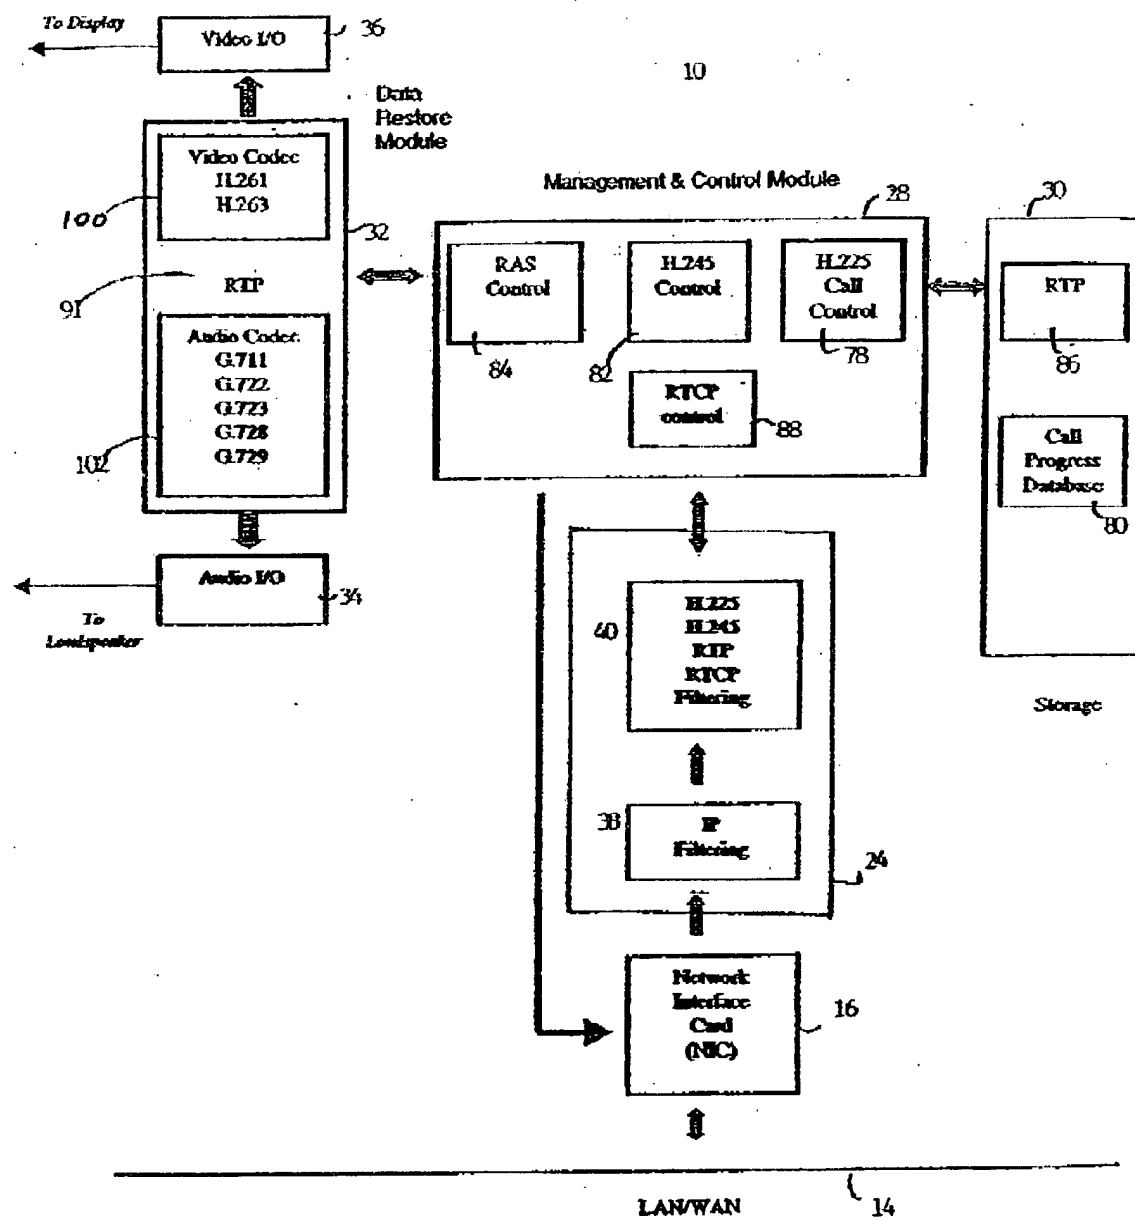 To Display
Video I/O
36
10
Data
Restore
Module
Video Codec
H.261
H.263
100
32
Management & Control Module
28
30
RAS
Control
84
H.245
Control
82
H.225
Call
Control
78
RTP
86
RTP
91
Audio Codec
G.711
G.722
G.723
G.728
G.729
102
RTCP
control
88
Call
Progress
Database
80
Audio I/O
34
To
Loudspeaker
40
H.225
H.245
RTP
RTCP
Filtering
Storage
38
IP
Filtering
24
Network
Interface
Card
(NIC)
16
LAN/WAN
14